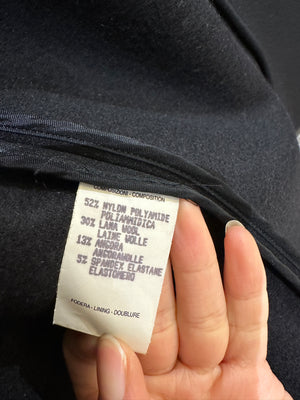 COMPOSIZIONI - COMPOSITION
52% NYLON POLYAMIDE
POLIAMMIDICA
30% LANA WOOL
LAINE WOLLE
13% ANGORA
ANGORAWOLLE
5% SPANDEX ELASTANE
ELASTOMERO
FODERA - LINING - DOUBLURE